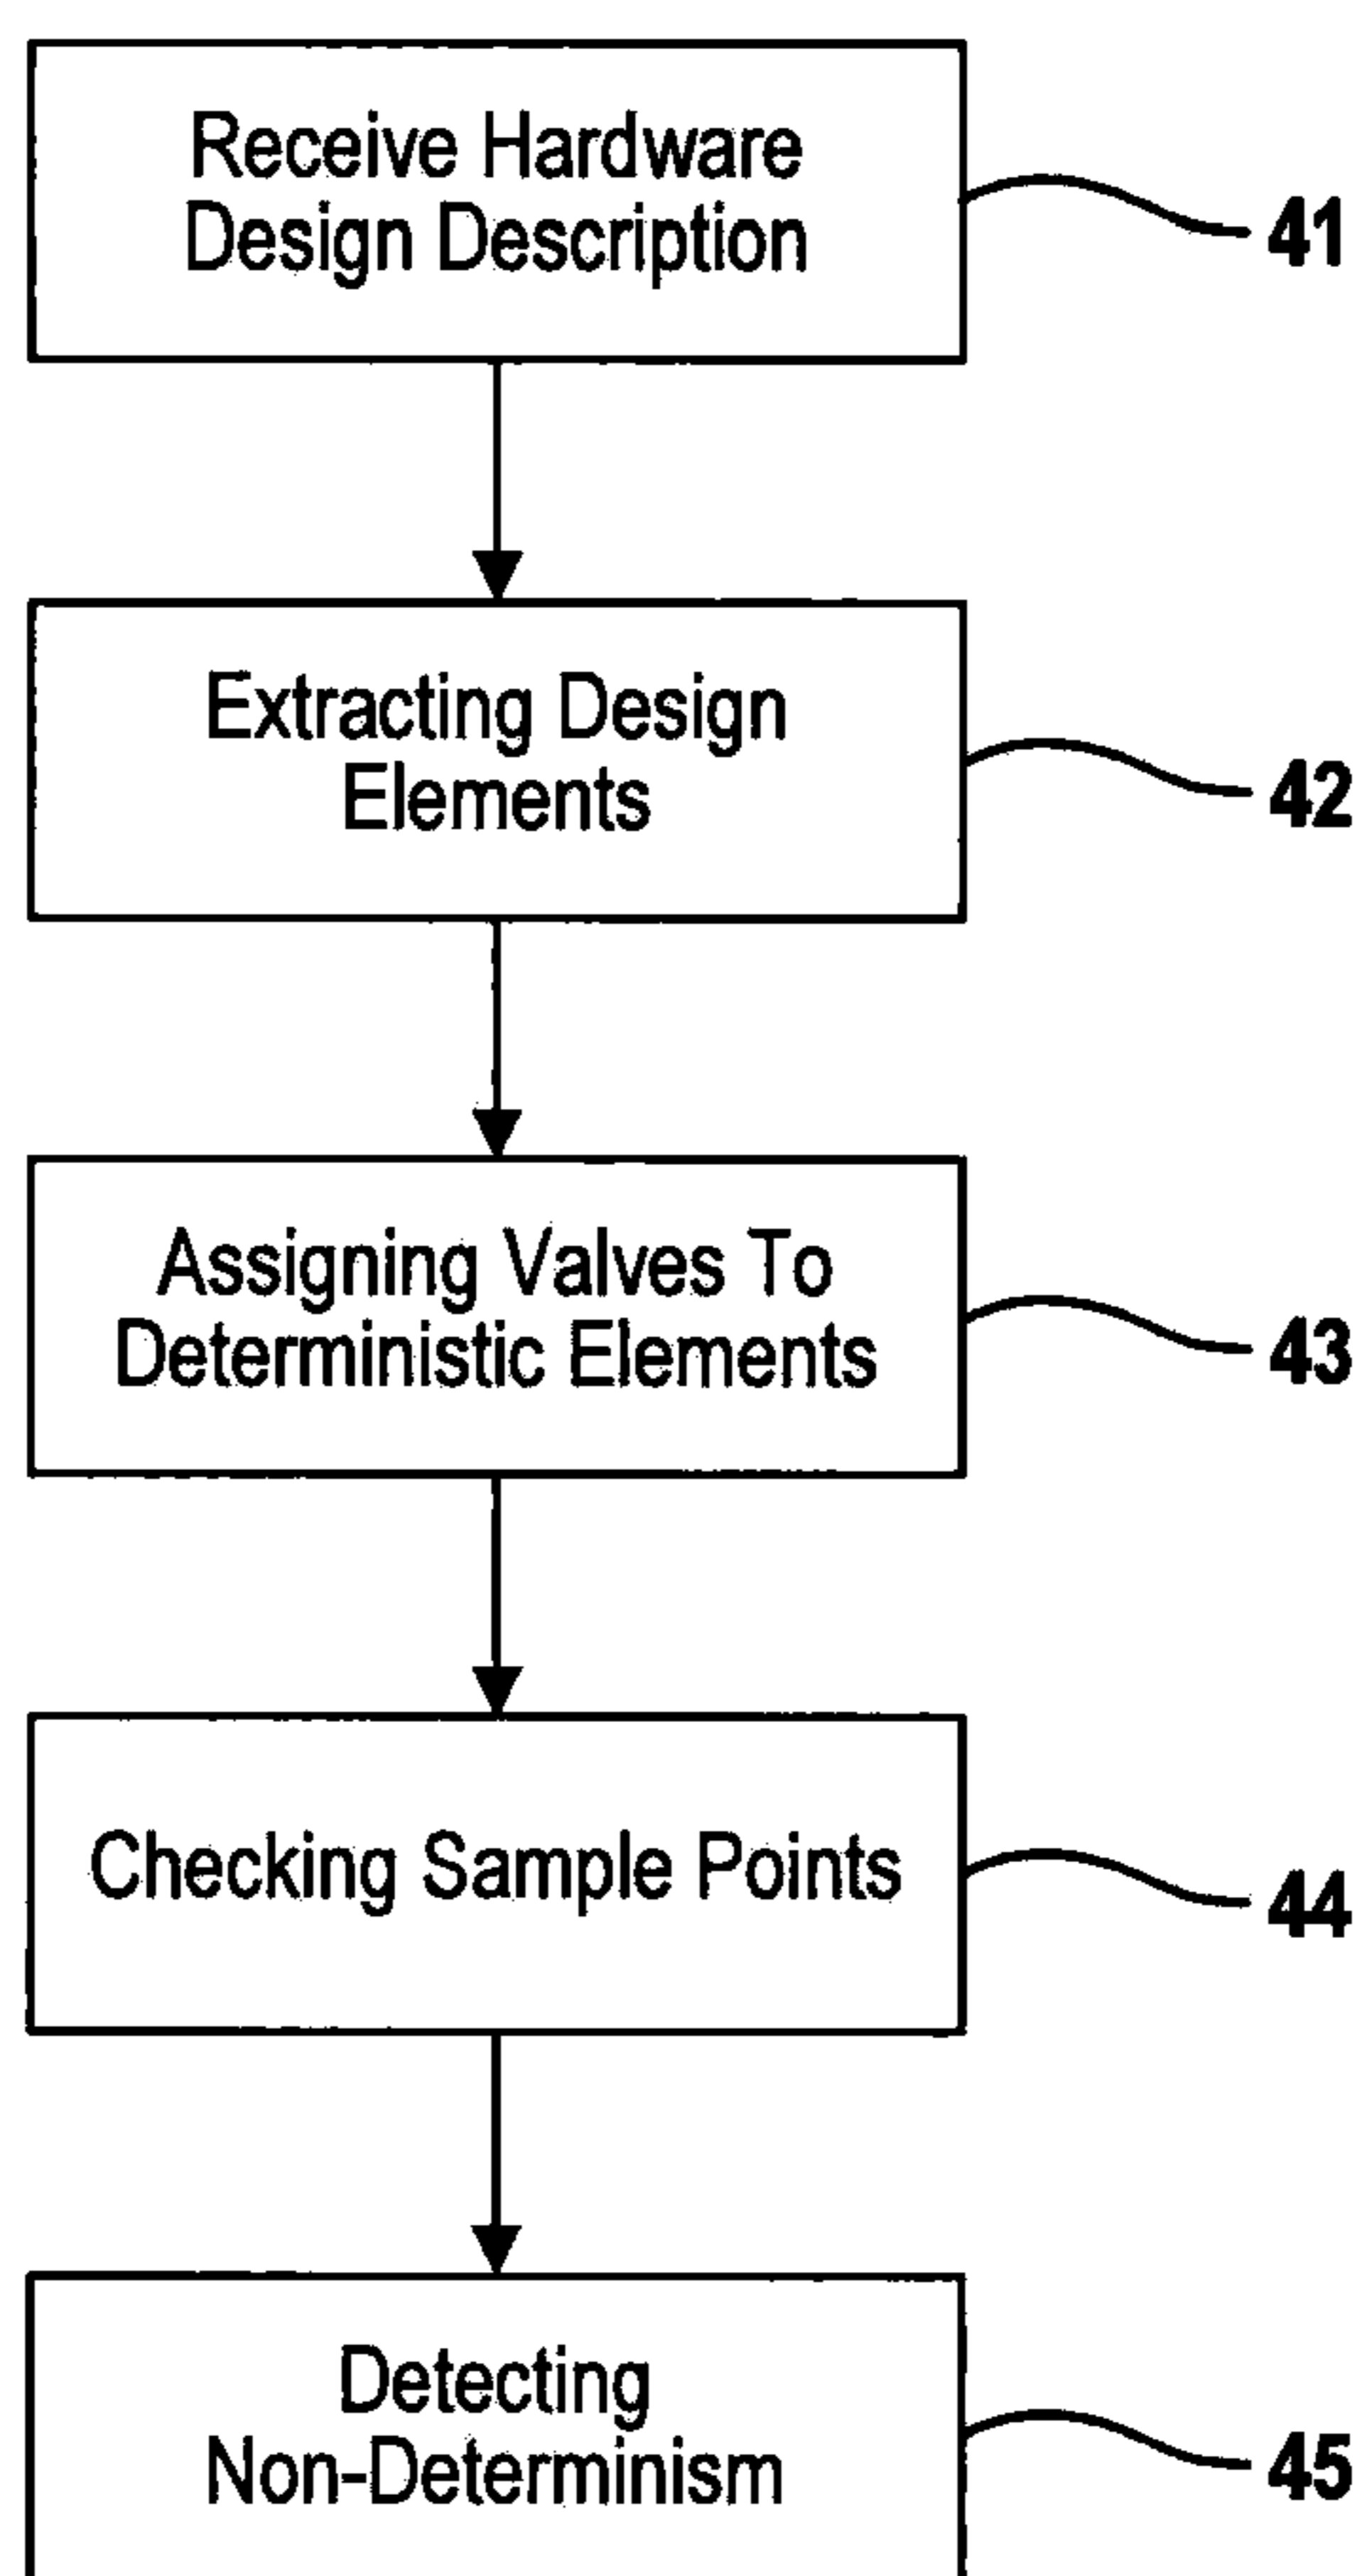 Receive Hardware
Design Description
41
Extracting Design
Elements
42
Assigning Valves To
Deterministic Elements
43
Checking Sample Points
44
Detecting
Non-Determinism
45